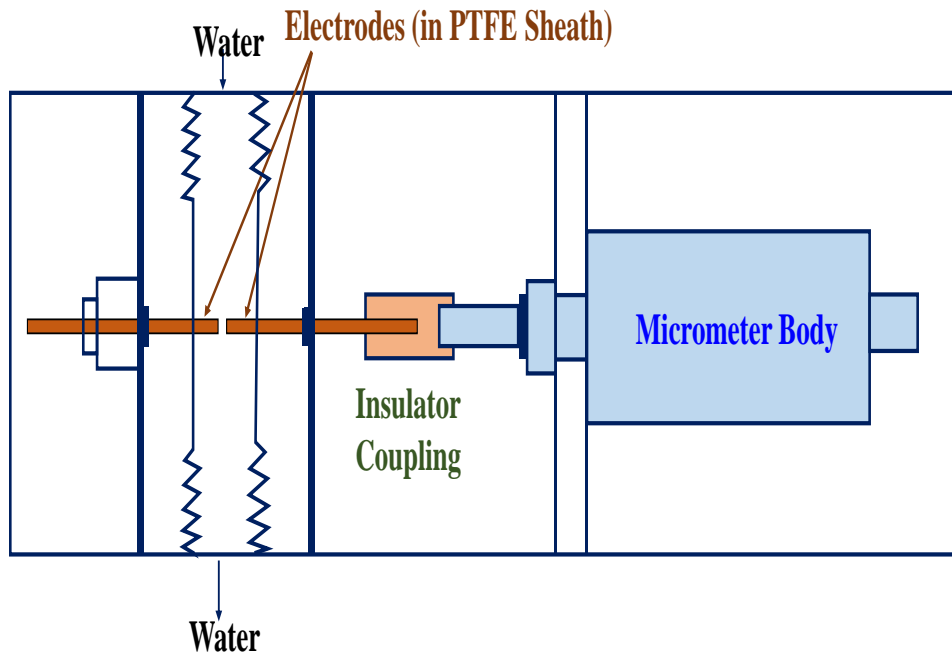 Electrodes (in PTFE Sheath)
Water
Micrometer Body
Insulator
Coupling
Water